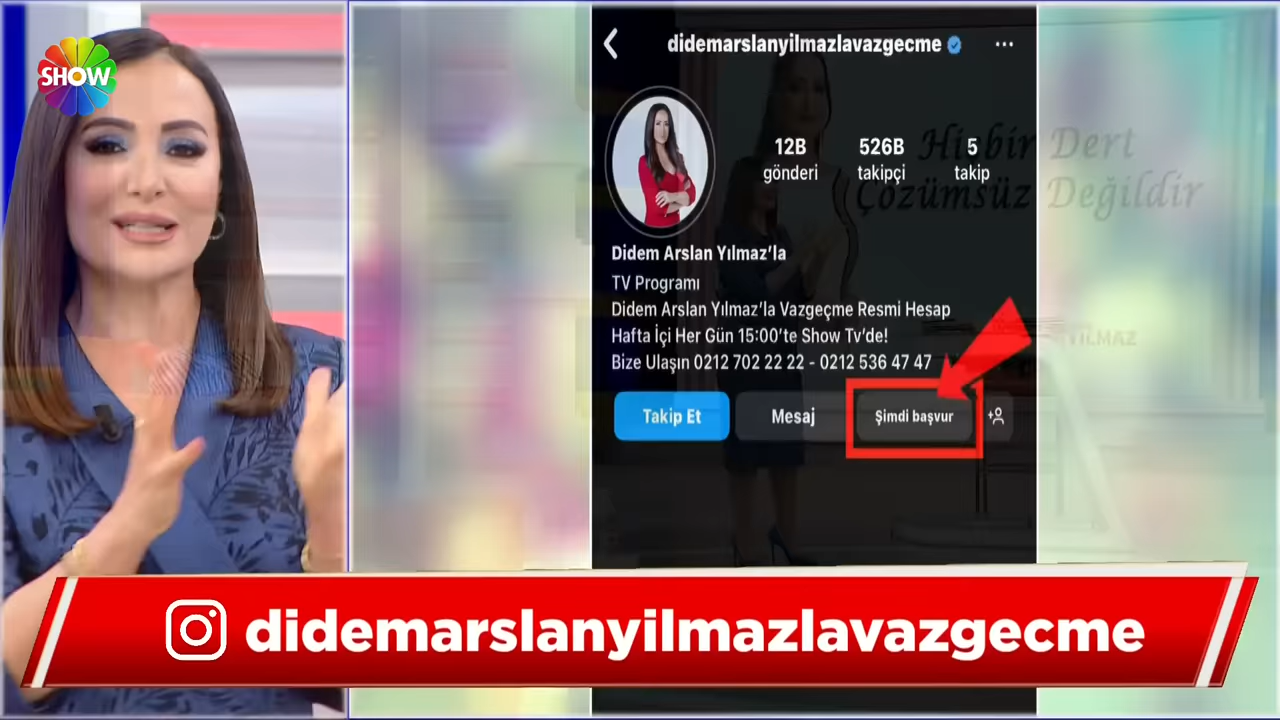 SHOW
didemarslanyilmazlavazgecme
12B
526B
5
gönderi
takipçi
takip
Hiçbir Dert
Çözümsüz Değildir
Didem Arslan Yılmaz'la
TV Programı
Didem Arslan Yılmaz'la Vazgeçme Resmi Hesap
Hafta İçi Her Gün 15:00'te Show Tv'de!
YILMAZ
Bize Ulaşın 0212 702 22 22 - 0212 536 47 47
Takip Et
Mesaj
Şimdi başvur
didemarslanyilmazlavazgecme